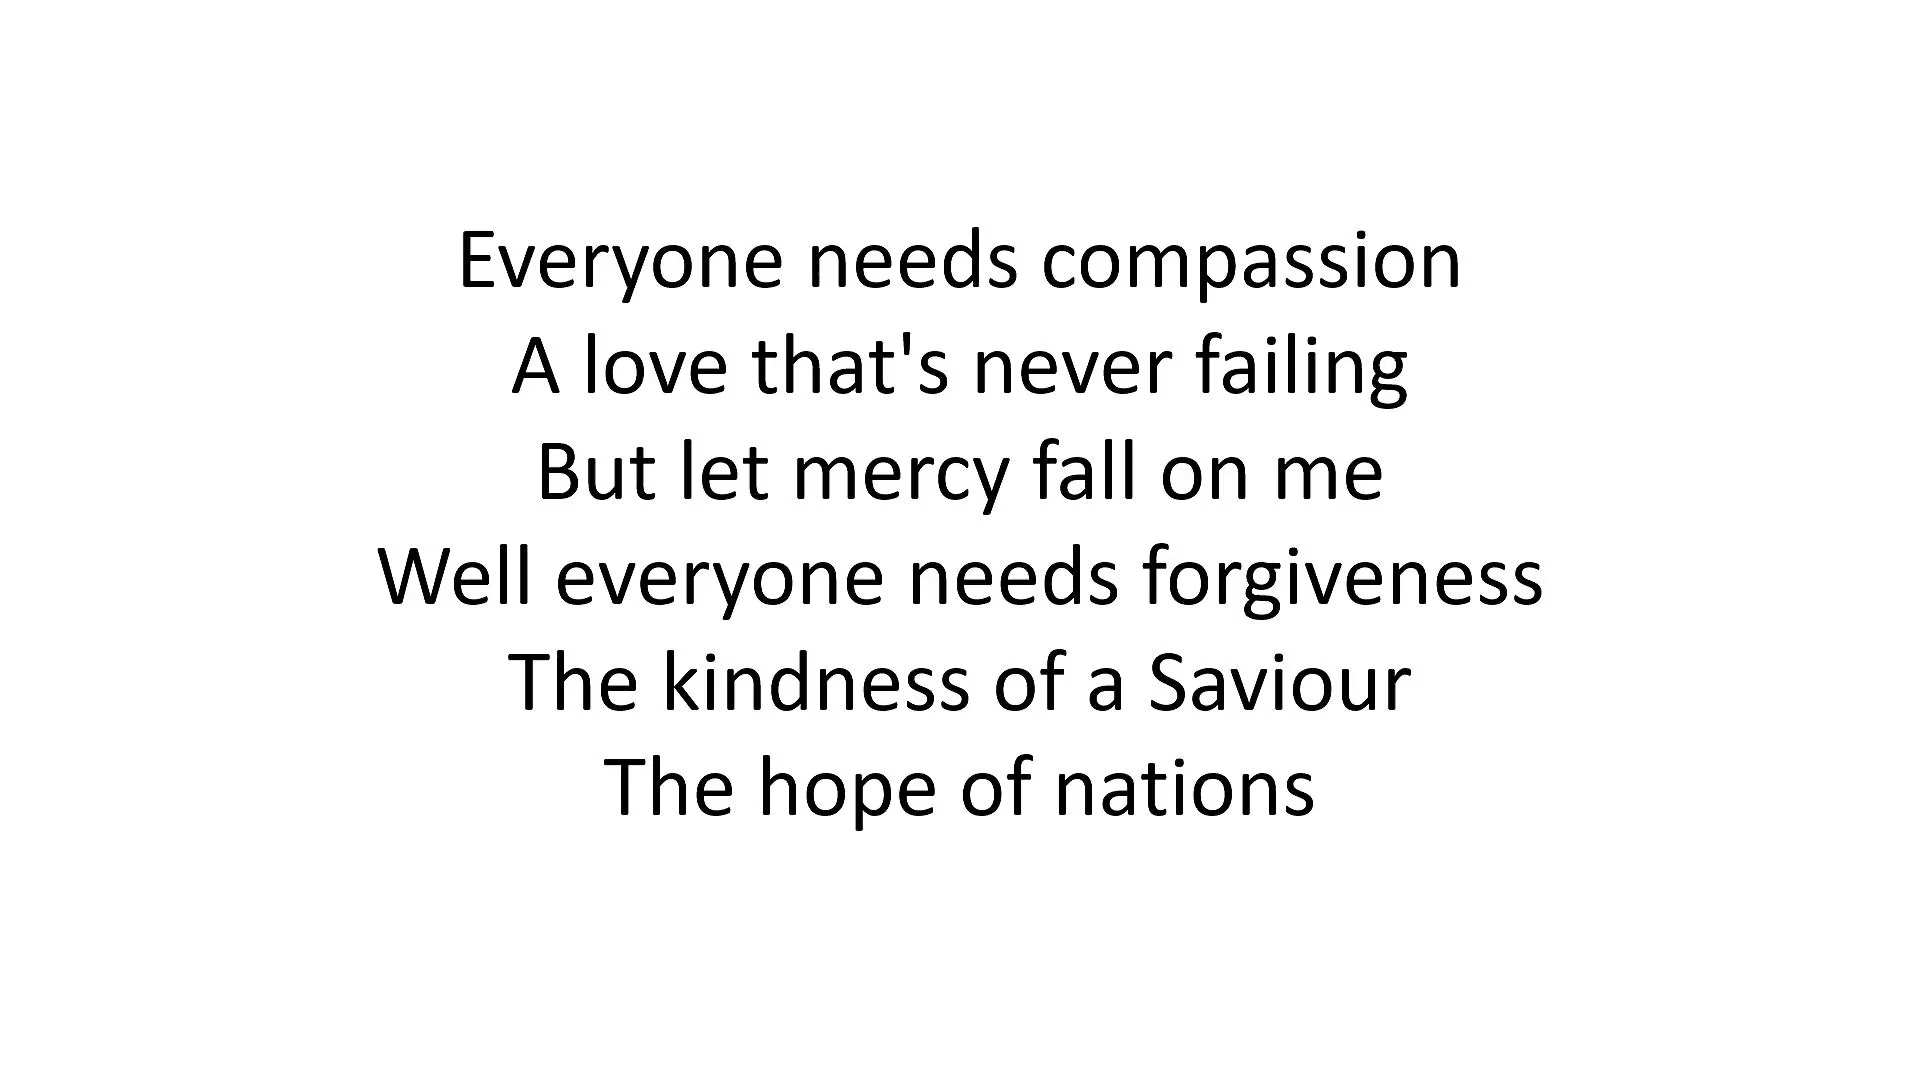 Everyone needs compassion
A love that's never failing
But let mercy fall on me
Well everyone needs forgiveness
The kindness of a Saviour
The hope of nations